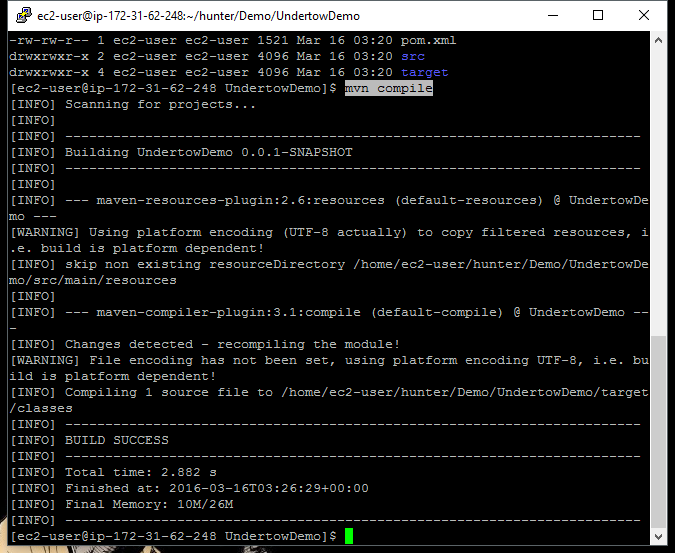 ec2-user@ip-172-31-62-248:~/hunter/Demo/UndertowDemo
-rw-rw-r-- 1 ec2-user ec2-user 1521 Mar 16 03:20 pom.xml
drwxrwxr-x 2 ec2-user ec2-user 4096 Mar 16 03:20 src
drwxrwxr-x 4 ec2-user ec2-user 4096 Mar 16 03:20 target
[ec2-user@ip-172-31-62-248 UndertowDemo]$ mvn compile
[INFO] Scanning for projects...
[INFO]
[INFO] ------------------------------------------------------------------------
[INFO] Building UndertowDemo 0.0.1-SNAPSHOT
[INFO] ------------------------------------------------------------------------
[INFO]
[INFO] --- maven-resources-plugin:2.6:resources (default-resources) @ UndertowDe
mo ---
[WARNING] Using platform encoding (UTF-8 actually) to copy filtered resources, i
.e. build is platform dependent!
[INFO] skip non existing resourceDirectory /home/ec2-user/hunter/Demo/UndertowDe
mo/src/main/resources
[INFO]
[INFO] --- maven-compiler-plugin:3.1:compile (default-compile) @ UndertowDemo --
-
[INFO] Changes detected - recompiling the module!
[WARNING] File encoding has not been set, using platform encoding UTF-8, i.e. bu
ild is platform dependent!
[INFO] Compiling 1 source file to /home/ec2-user/hunter/Demo/UndertowDemo/target
/classes
[INFO] ------------------------------------------------------------------------
[INFO] BUILD SUCCESS
[INFO] ------------------------------------------------------------------------
[INFO] Total time: 2.882 s
[INFO] Finished at: 2016-03-16T03:26:29+00:00
[INFO] Final Memory: 10M/26M
[INFO] ------------------------------------------------------------------------
[ec2-user@ip-172-31-62-248 UndertowDemo]$